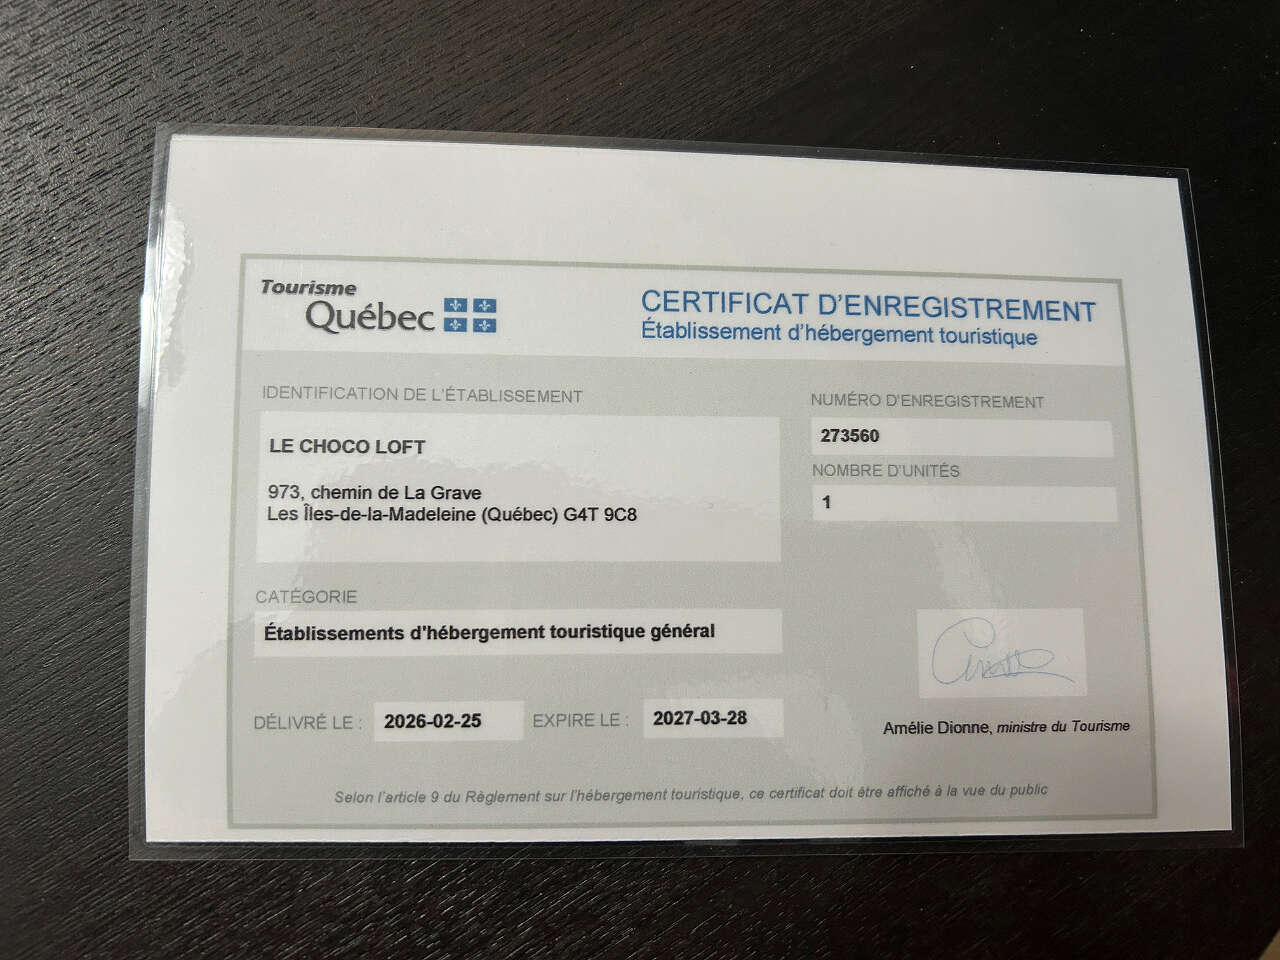 Tourisme
Québec
CERTIFICAT D'ENREGISTREMENT
Établissement d'hébergement touristique
IDENTIFICATION DE L'ÉTABLISSEMENT
LE CHOCO LOFT
973, chemin de La Grave
Les Îles-de-la-Madeleine (Québec) G4T 9C8
NUMÉRO D'ENREGISTREMENT
273560
NOMBRE D'UNITÉS
1
CATÉGORIE
Établissements d'hébergement touristique général
DÉLIVRÉ LE : 2026-02-25 EXPIRE LE : 2027-03-28
Amélie Dionne, ministre du Tourisme
Selon l'article 9 du Règlement sur l'hébergement touristique, ce certificat doit être affiché à la vue du public